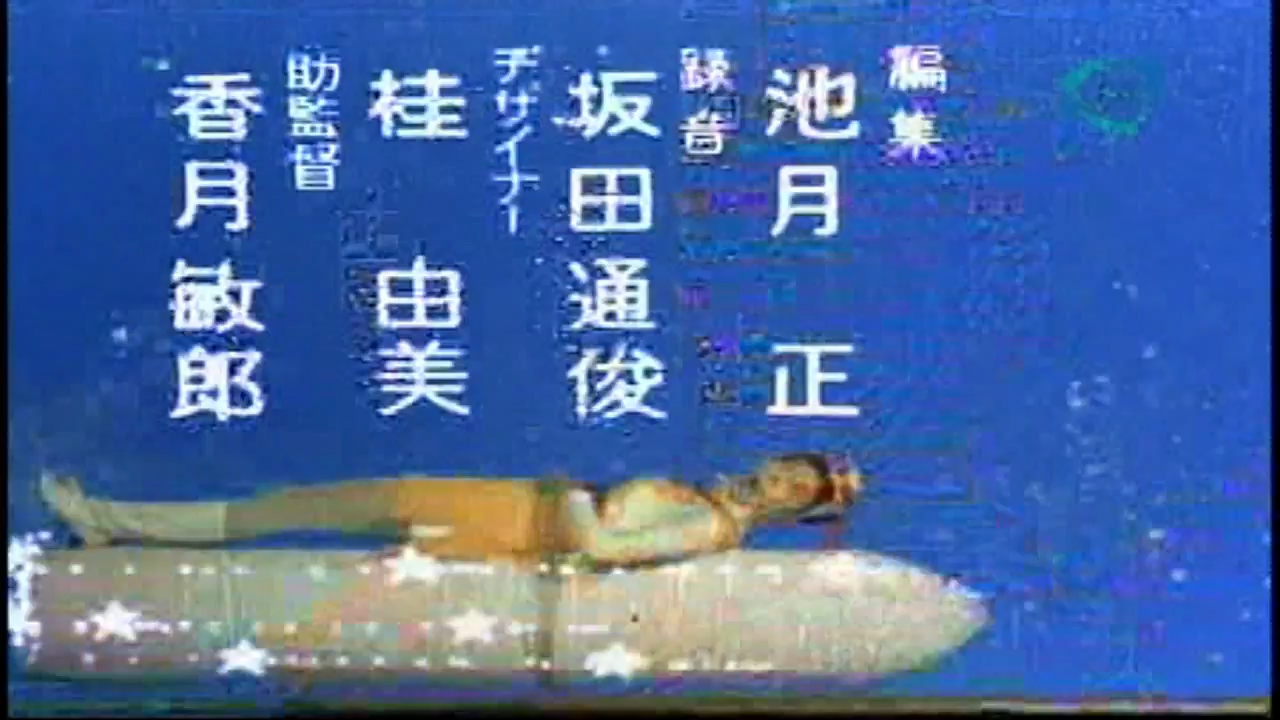 編集
池月 正
録音
坂田通俊
デザイナー
桂 由美
助監督
香月敏郎